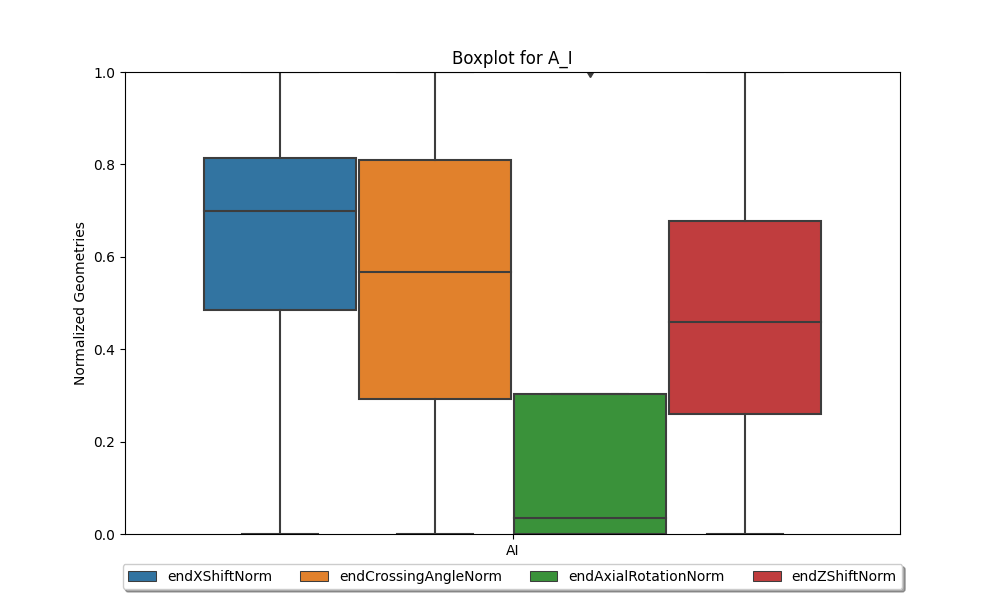 Boxplot for A_I
1.0
0.8
0.6
0.4
0.2
0.0
Normalized Geometries
AI
endXShiftNorm endCrossingAngleNorm endAxialRotationNorm endZShiftNorm